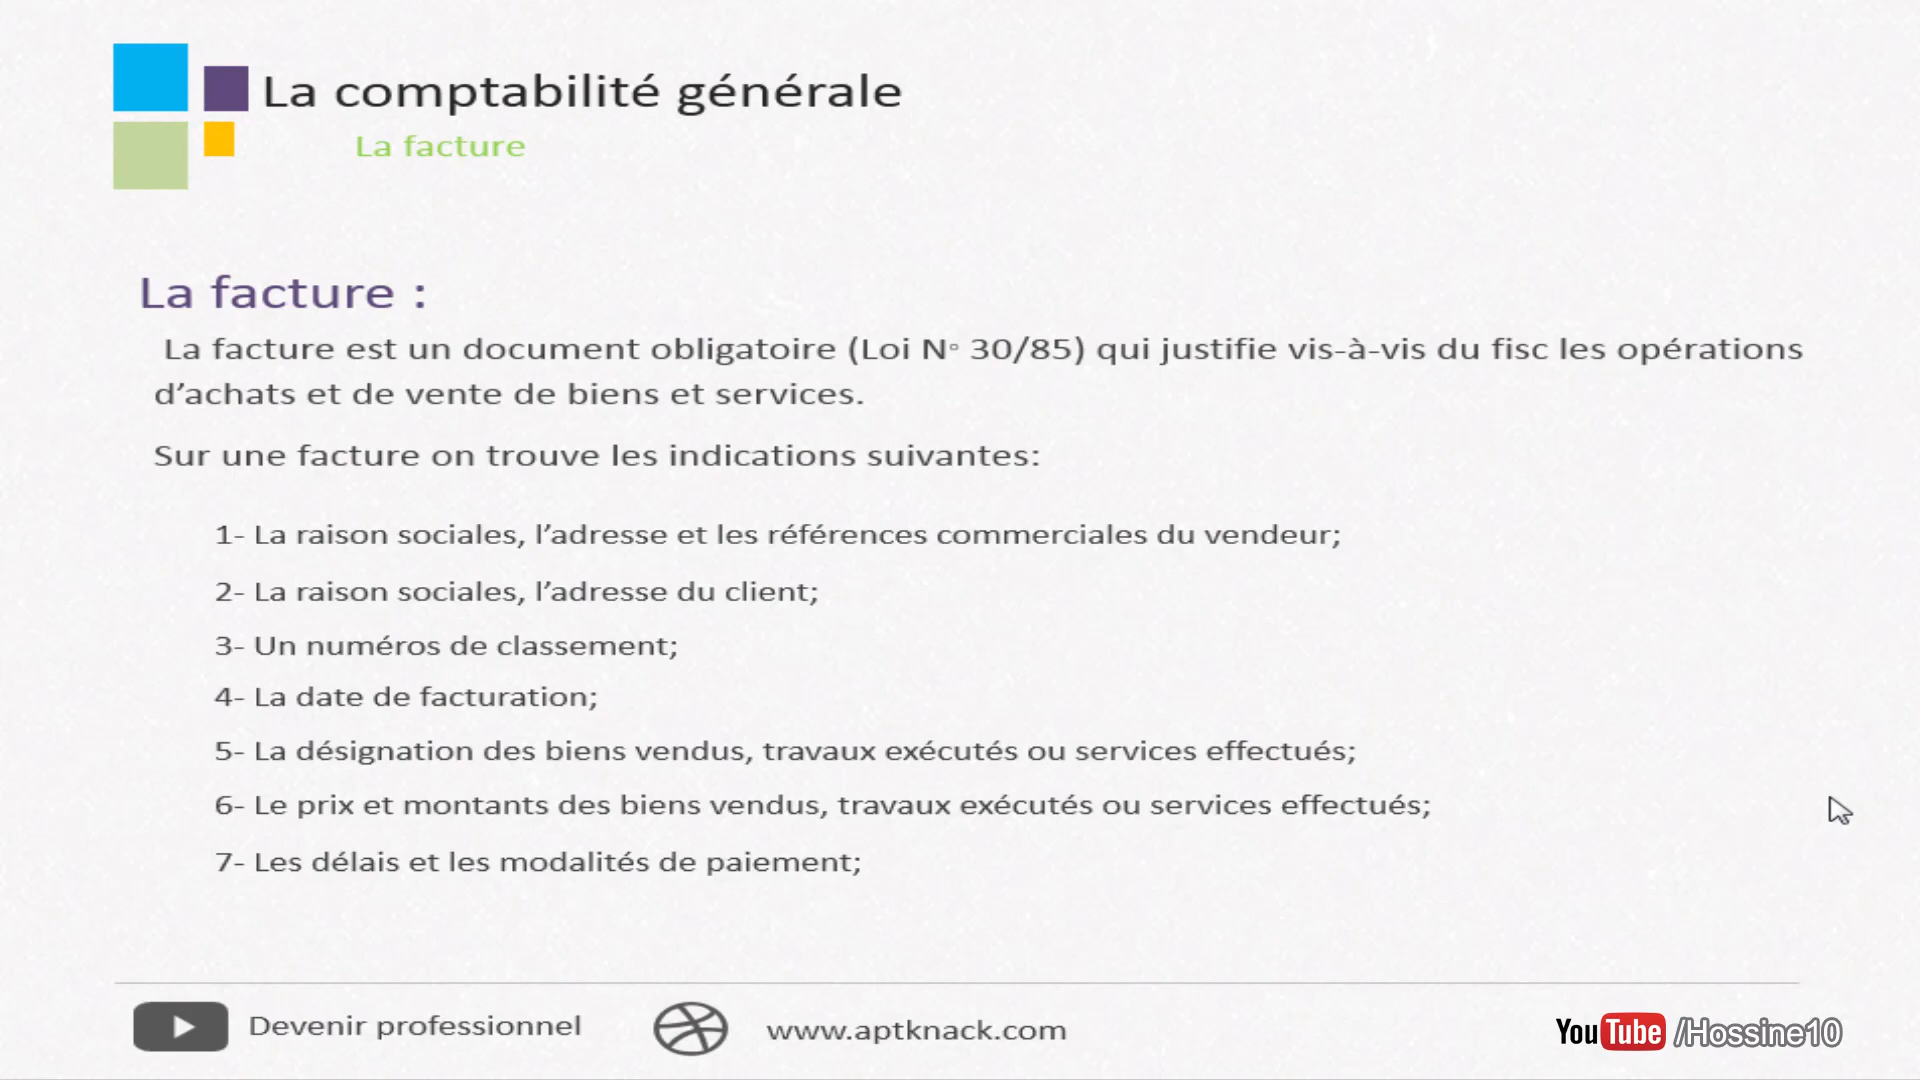 La comptabilité générale
La facture
La facture :
La facture est un document obligatoire (Loi N° 30/85) qui justifie vis-à-vis du fisc les opérations
d’achats et de vente de biens et services.
Sur une facture on trouve les indications suivantes:
1- La raison sociales, l’adresse et les références commerciales du vendeur;
2- La raison sociales, l’adresse du client;
3- Un numéros de classement;
4- La date de facturation;
5- La désignation des biens vendus, travaux exécutés ou services effectués;
6- Le prix et montants des biens vendus, travaux exécutés ou services effectués;
7- Les délais et les modalités de paiement;
Devenir professionnel
www.aptknack.com
YouTube /Hossine10